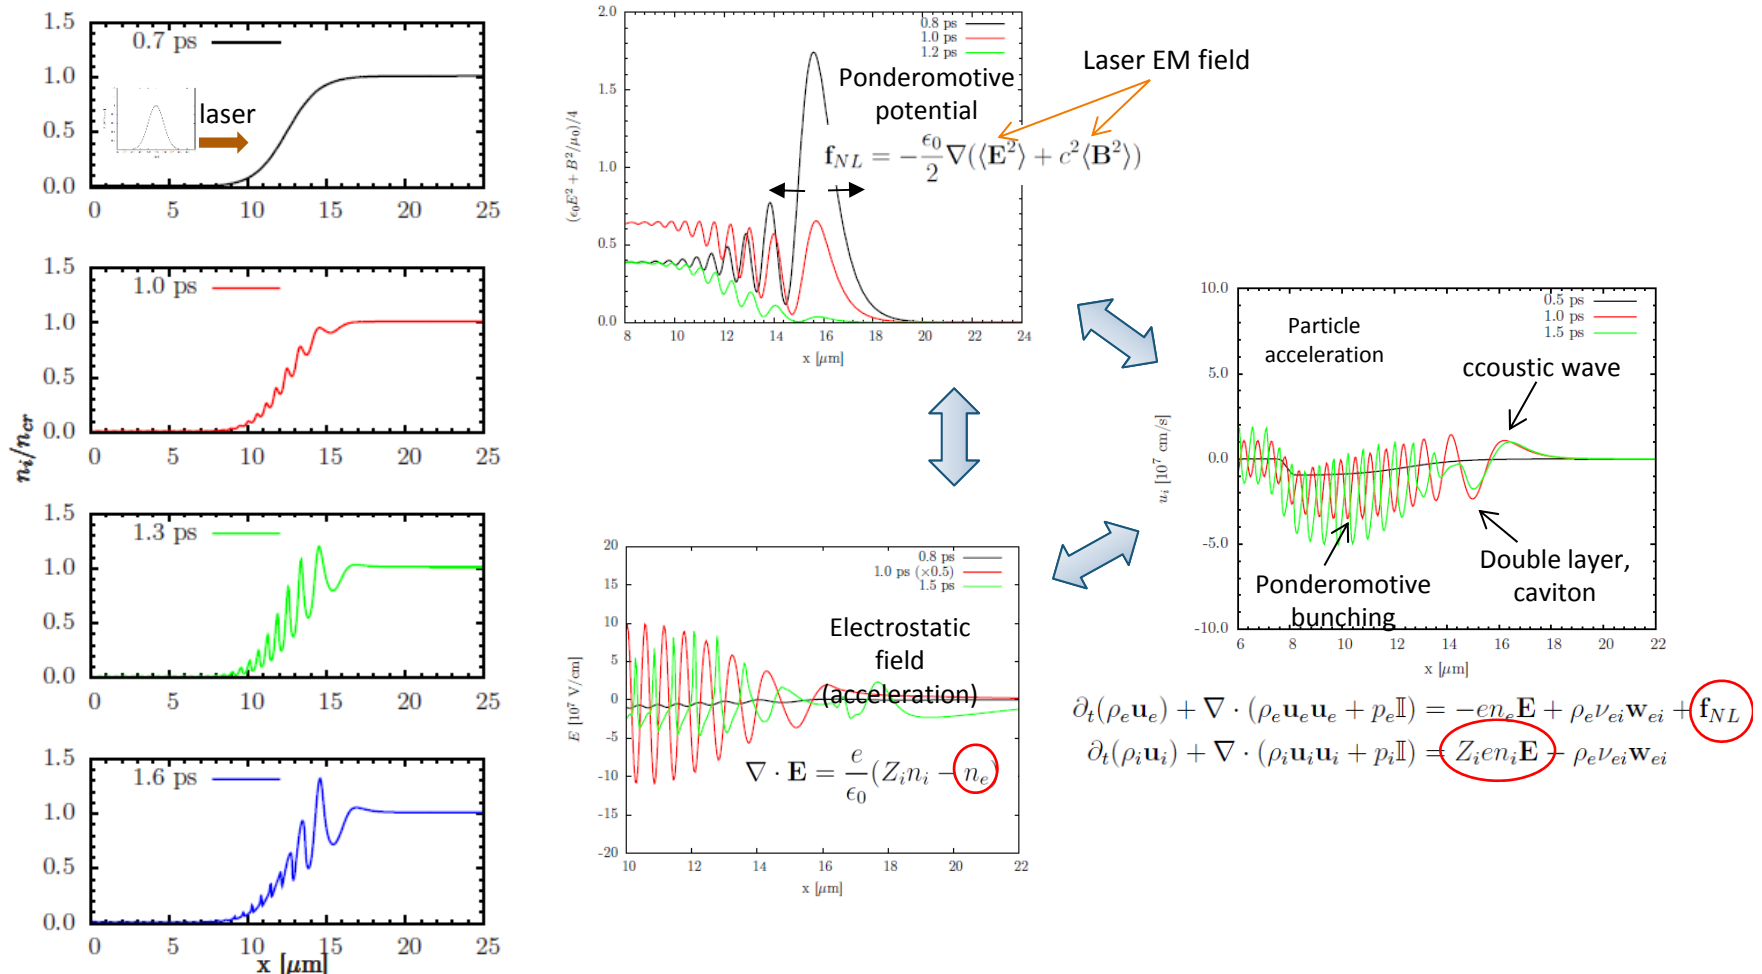 1.5
0.7 ps
1.0
laser
0.5
0.0
0 5 10 15 20 25
1.5
1.0 ps
1.0
0.5
0.0
0 5 10 15 20 25
n_i/n_cr
1.5
1.3 ps
1.0
0.5
0.0
0 5 10 15 20 25
1.5
1.6 ps
1.0
0.5
0.0
0 5 10 15 20 25
x [μm]
2.0
0.8 ps
1.0 ps
1.2 ps
1.5
1.0
0.5
0.0
(ϵ₀E² + B²/μ₀)/4
Ponderomotive
potential
Laser EM field
f_NL = −ϵ₀/2 ∇(⟨E²⟩ + c²⟨B²⟩)
8 10 12 14 16 18 20 22 24
x [μm]
10.0
0.5 ps
1.0 ps
1.5 ps
Particle
acceleration
5.0
ccoustic wave
0.0
u_i [10⁷ cm/s]
-5.0
Double layer,
caviton
Ponderomotive
bunching
-10.0
6 8 10 12 14 16 18 20 22
x [μm]
20
0.8 ps
1.0 ps (×0.5)
1.5 ps
15
10
5
0
-5
-10
-15
-20
E [10⁷ V/cm]
Electrostatic
field
(acceleration)
∇ · E = e/ϵ₀ (Z_i n_i − n_e)
10 12 14 16 18 20 22
x [μm]
∂_t(ρ_e u_e) + ∇ · (ρ_e u_e u_e + p_e 𝕀) = −e n_e E + ρ_e ν_ei w_ei + f_NL
∂_t(ρ_i u_i) + ∇ · (ρ_i u_i u_i + p_i 𝕀) = Z_i e n_i E − ρ_e ν_ei w_ei